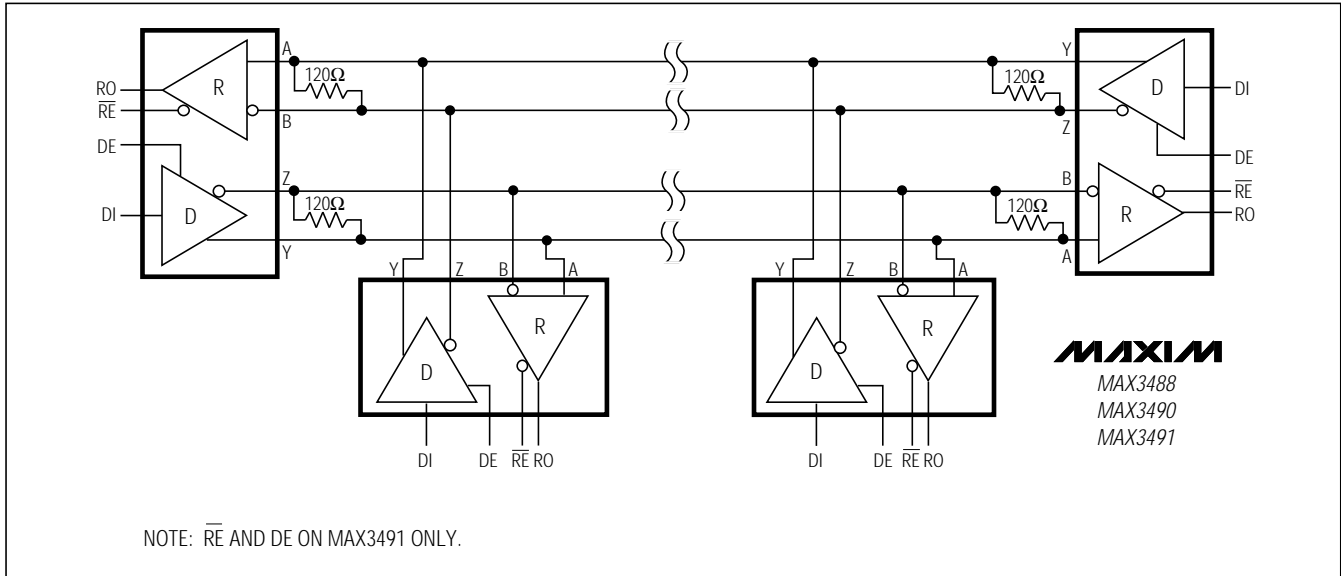 A
120Ω
RO
R
RE
B
DE
Z
120Ω
DI
D
Y
Y
120Ω
D
DI
Z
DE
B
RE
120Ω
R
RO
A
Y
Z
B
A
D
R
DI
DE
RE
RO
Y
Z
B
A
D
R
DI
DE
RE
RO
MAXIM
MAX3488
MAX3490
MAX3491
NOTE: RE AND DE ON MAX3491 ONLY.